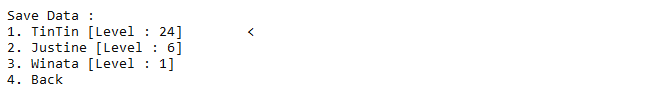 Save Data :
1. TinTin [Level : 24]        <
2. Justine [Level : 6]
3. Winata [Level : 1]
4. Back